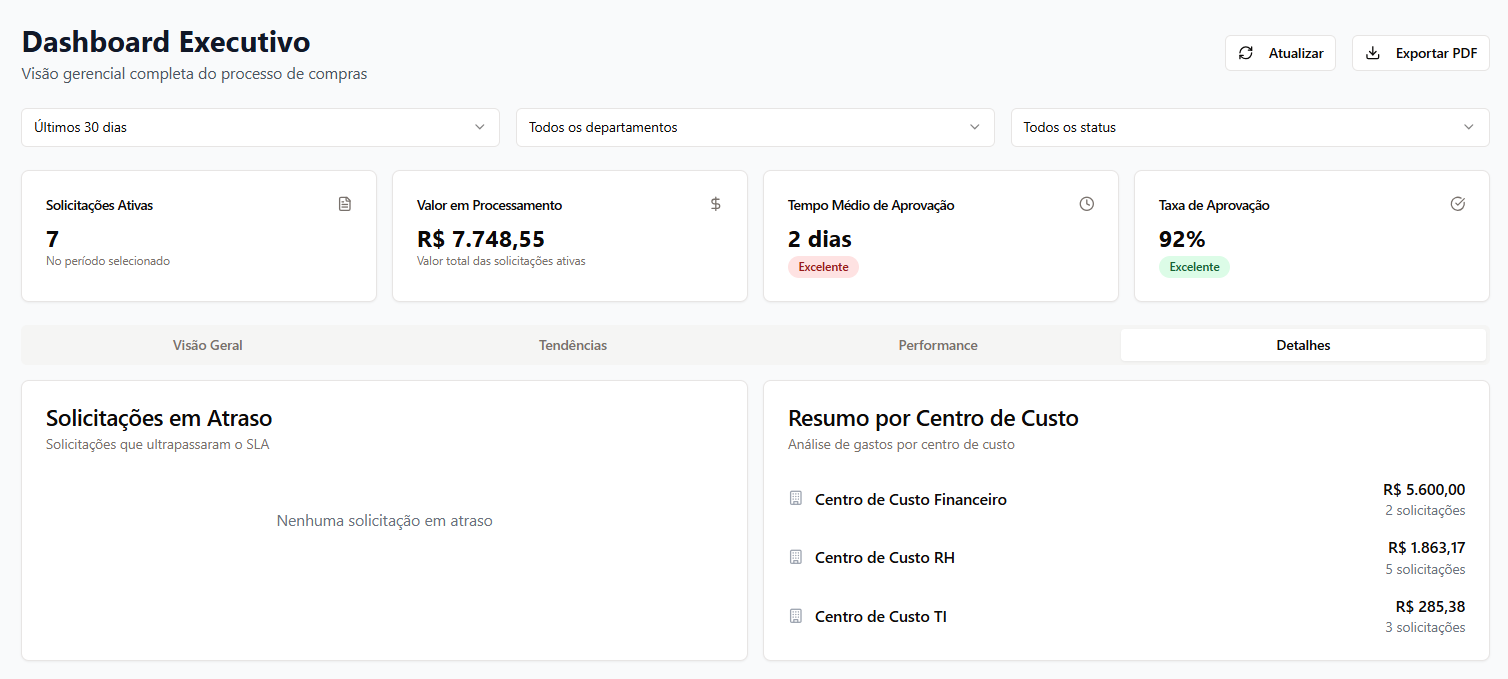 Dashboard Executivo
Visão gerencial completa do processo de compras
Atualizar
Exportar PDF
Últimos 30 dias
Todos os departamentos
Todos os status
Solicitações Ativas
7
No período selecionado
Valor em Processamento
$
R$ 7.748,55
Valor total das solicitações ativas
Tempo Médio de Aprovação
2 dias
Excelente
Taxa de Aprovação
92%
Excelente
Visão Geral
Tendências
Performance
Detalhes
Solicitações em Atraso
Solicitações que ultrapassaram o SLA
Nenhuma solicitação em atraso
Resumo por Centro de Custo
Análise de gastos por centro de custo
Centro de Custo Financeiro
R$ 5.600,00
2 solicitações
Centro de Custo RH
R$ 1.863,17
5 solicitações
Centro de Custo TI
R$ 285,38
3 solicitações